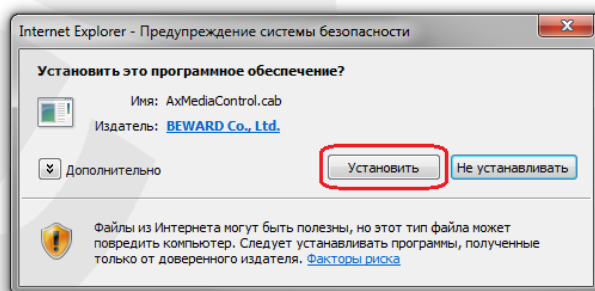 Internet Explorer - Предупреждение системы безопасности
Установить это программное обеспечение?
Имя: AxMediaControl.cab
Издатель: BEWARD Co., Ltd.
Дополнительно
Установить
Не устанавливать
Файлы из Интернета могут быть полезны, но этот тип файла может
повредить компьютер. Следует устанавливать программы, полученные
только от доверенного издателя. Факторы риска